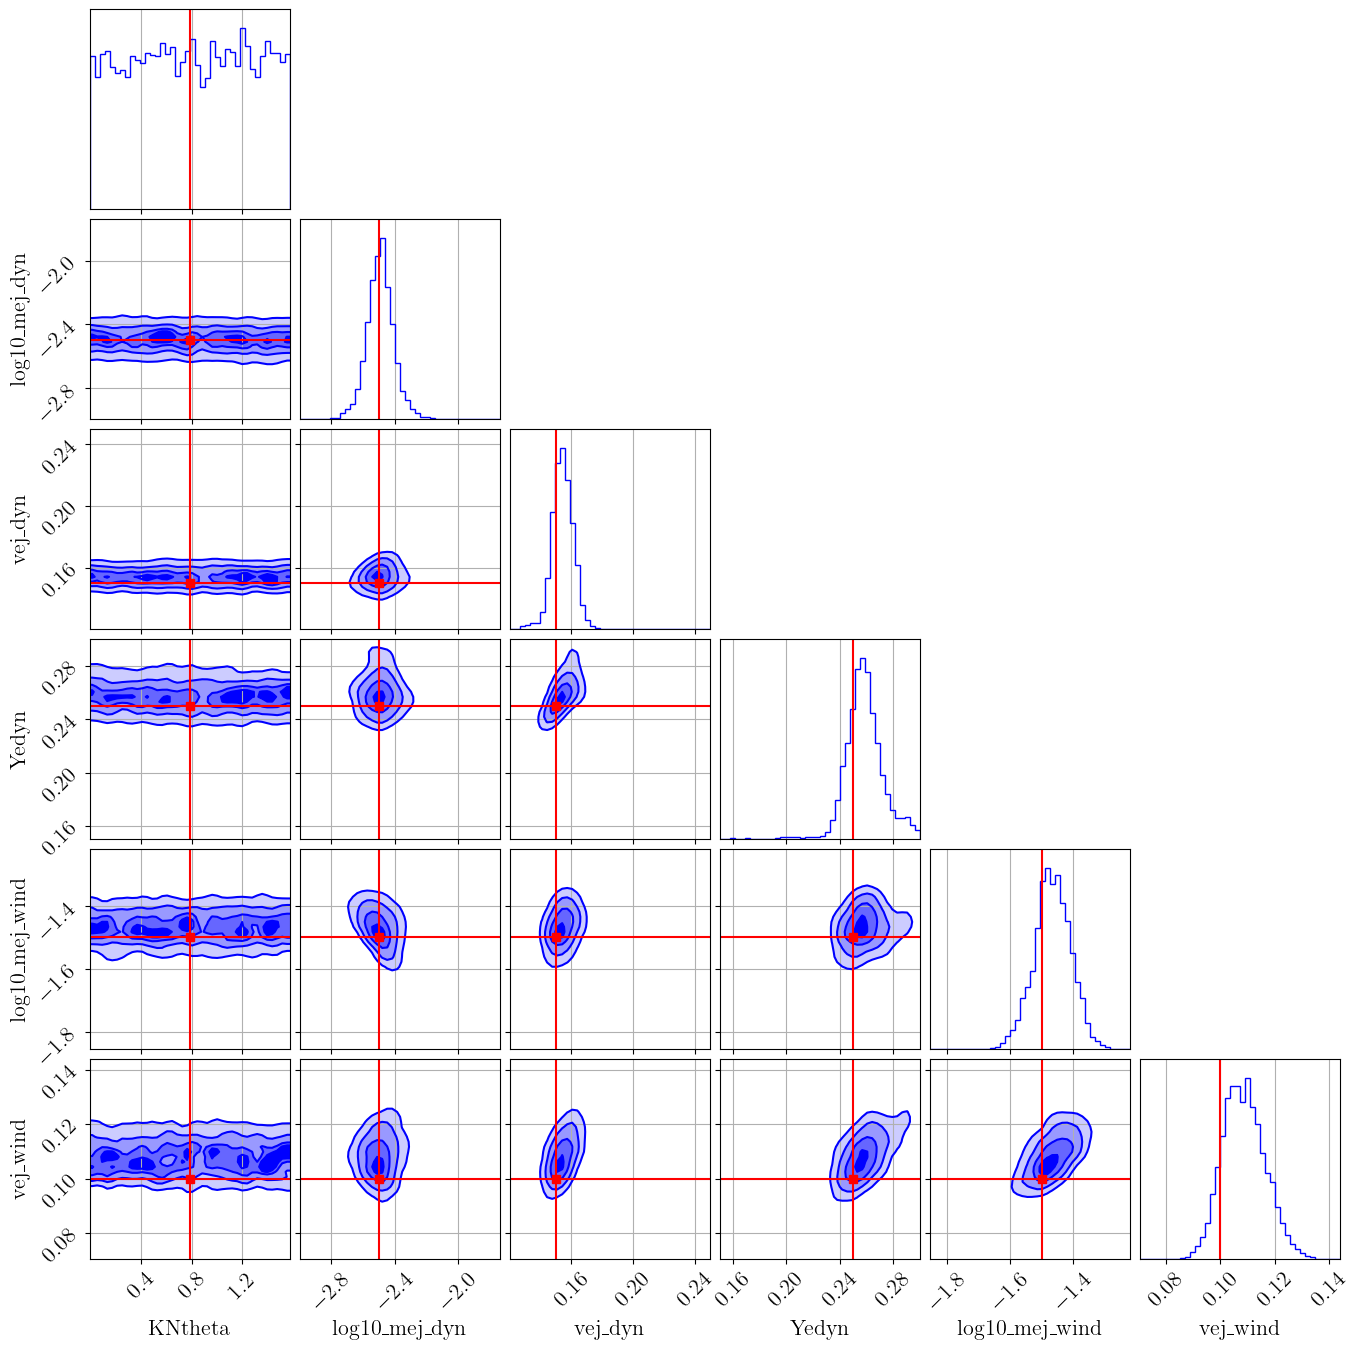 log10_mej_dyn
−2.0
−2.4
−2.8
vej_dyn
0.24
0.20
0.16
Yedyn
0.28
0.24
0.20
0.16
log10_mej_wind
−1.4
−1.6
−1.8
vej_wind
0.14
0.12
0.10
0.08
0.4 0.8 1.2 −2.8 −2.4 −2.0 0.16 0.20 0.24 0.16 0.20 0.24 0.28 −1.8 −1.6 −1.4 0.08 0.10 0.12 0.14
KNtheta log10_mej_dyn vej_dyn Yedyn log10_mej_wind vej_wind